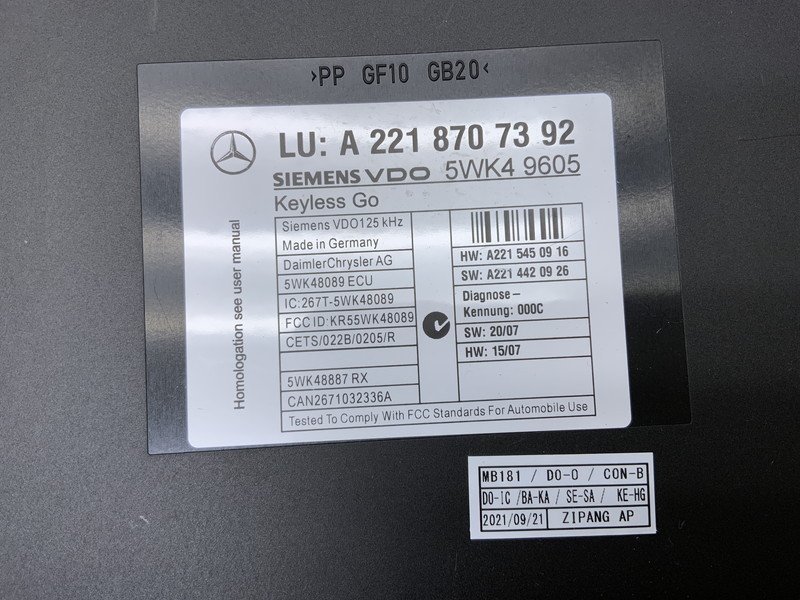 >PP GF10 GB20<
LU: A 221 870 73 92
SIEMENS VDO 5WK4 9605
Keyless Go
Homologation see user manual
Siemens VDO125 kHz
Made in Germany
DaimlerChrysler AG
5WK48089 ECU
IC:267T-5WK48089
FCC ID:KR55WK48089
CETS/022B/0205/R
5WK48887 RX
CAN2671032336A
HW: A221 545 09 16
SW: A221 442 09 26
Diagnose –
Kennung: 000C
SW: 20/07
HW: 15/07
Tested To Comply With FCC Standards For Automobile Use
MB181 / DO-O / CON-B
DO-IC /BA-KA / SE-SA / KE-HG
2021/09/21 ZIPANG AP